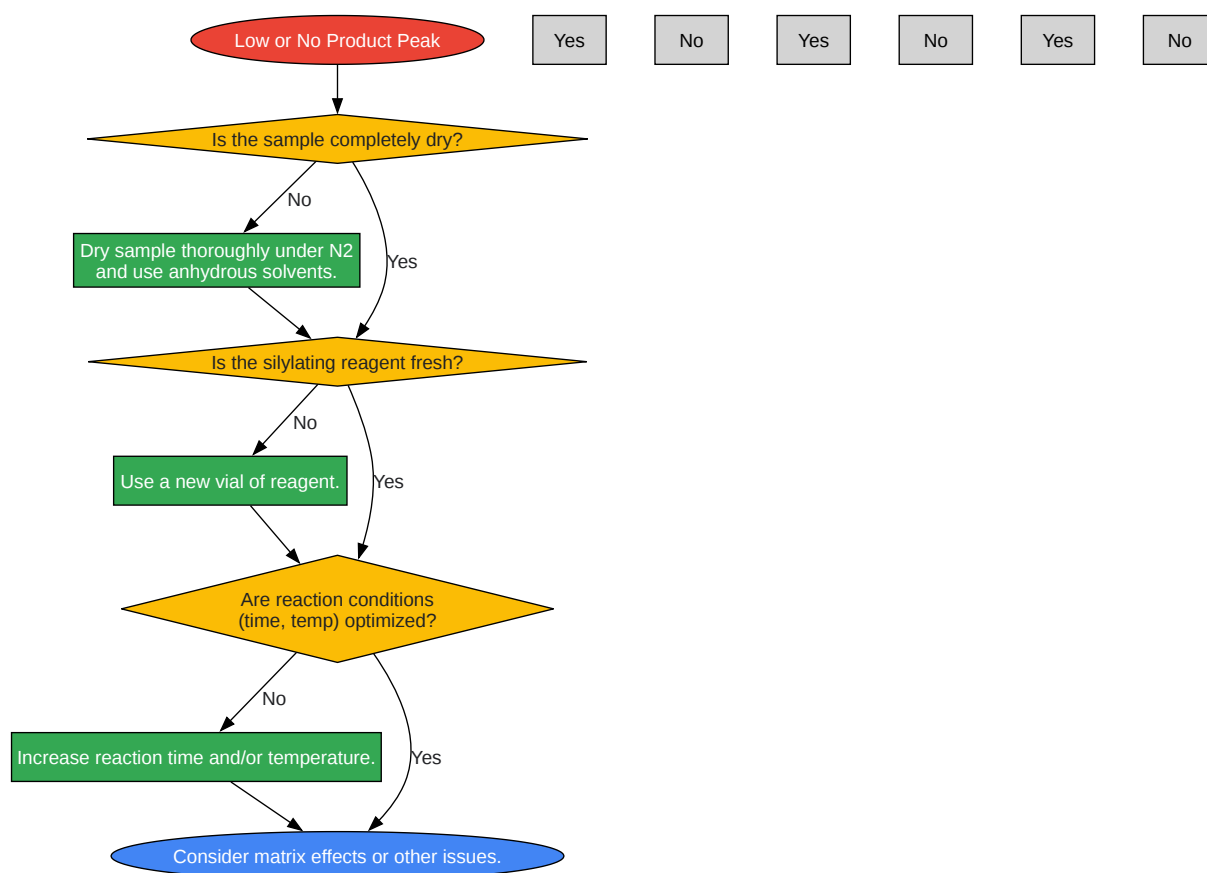 Low or No Product Peak
Yes
No
Yes
No
Yes
No
Is the sample completely dry?
No
Dry sample thoroughly under N2
and use anhydrous solvents.
Yes
Is the silylating reagent fresh?
No
Use a new vial of reagent.
Yes
Are reaction conditions
(time, temp) optimized?
No
Increase reaction time and/or temperature.
Yes
Consider matrix effects or other issues.